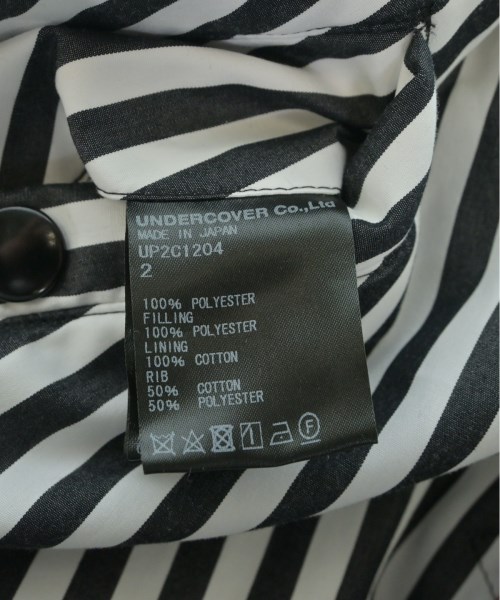 UNDERCOVER Co.,Ltd
MADE IN JAPAN
UP2C1204
2
100% POLYESTER
FILLING
100% POLYESTER
LINING
100% COTTON
RIB
50% COTTON
50% POLYESTER
F